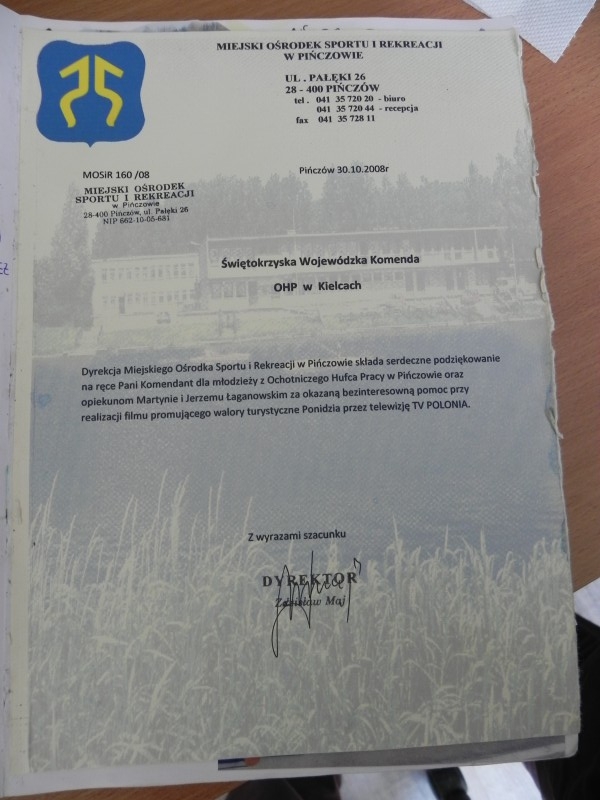 MIEJSKI OŚRODEK SPORTU I REKREACJI
W PIŃCZOWIE
UL . PAŁĘKI 26
28 - 400 PIŃCZÓW
tel . 041 35 720 20 - biuro
041 35 720 44 - recepcja
fax 041 35 728 11
MOSiR 160 /08
Pińczów 30.10.2008r
MIEJSKI OŚRODEK
SPORTU I REKREACJI
w Pińczowie
28-400 Pińczów, ul. Pałęki 26
NIP 662-10-05-681
Świętokrzyska Wojewódzka Komenda
OHP w Kielcach
Dyrekcja Miejskiego Ośrodka Sportu i Rekreacji w Pińczowie składa serdeczne podziękowanie
na ręce Pani Komendant dla młodzieży z Ochotniczego Hufca Pracy w Pińczowie oraz
opiekunom Martynie i Jerzemu Łaganowskim za okazaną bezinteresowną pomoc przy
realizacji filmu promującego walory turystyczne Ponidzia przez telewizję TV POLONIA.
Z wyrazami szacunku
DYREKTOR
Zdzisław Maj